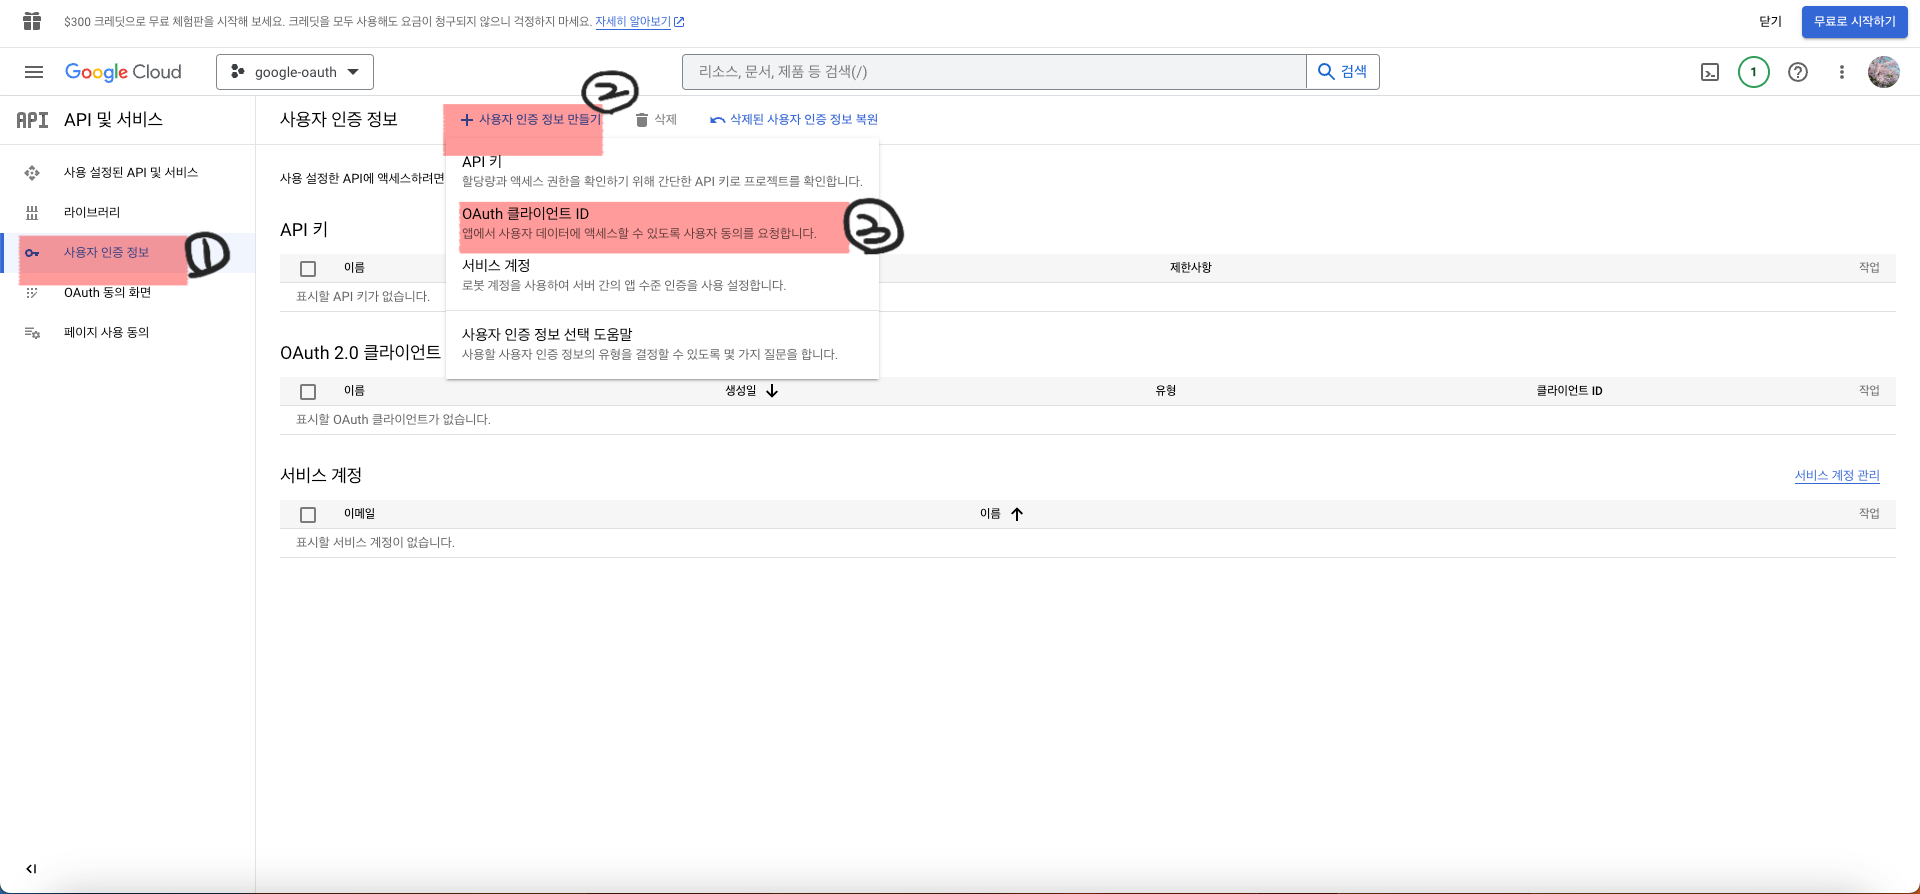 $300 크레딧으로 무료 체험판을 시작해 보세요. 크레딧을 모두 사용해도 요금이 청구되지 않으니 걱정하지 마세요. 자세히 알아보기
닫기
무료로 시작하기
Google Cloud
google-oauth
리소스, 문서, 제품 등 검색(/)
검색
1
API API 및 서비스
사용 설정된 API 및 서비스
라이브러리
사용자 인증 정보
OAuth 동의 화면
페이지 사용 동의
①
사용자 인증 정보
+ 사용자 인증 정보 만들기
②
삭제
삭제된 사용자 인증 정보 복원
사용 설정한 API에 액세스하려면
API 키
할당량과 액세스 권한을 확인하기 위해 간단한 API 키로 프로젝트를 확인합니다.
OAuth 클라이언트 ID
앱에서 사용자 데이터에 액세스할 수 있도록 사용자 동의를 요청합니다.
③
서비스 계정
로봇 계정을 사용하여 서버 간의 앱 수준 인증을 사용 설정합니다.
사용자 인증 정보 선택 도움말
사용할 사용자 인증 정보의 유형을 결정할 수 있도록 몇 가지 질문을 합니다.
API 키
이름 제한사항 작업
표시할 API 키가 없습니다.
OAuth 2.0 클라이언트
이름 생성일 유형 클라이언트 ID 작업
표시할 OAuth 클라이언트가 없습니다.
서비스 계정
서비스 계정 관리
이메일 이름 작업
표시할 서비스 계정이 없습니다.